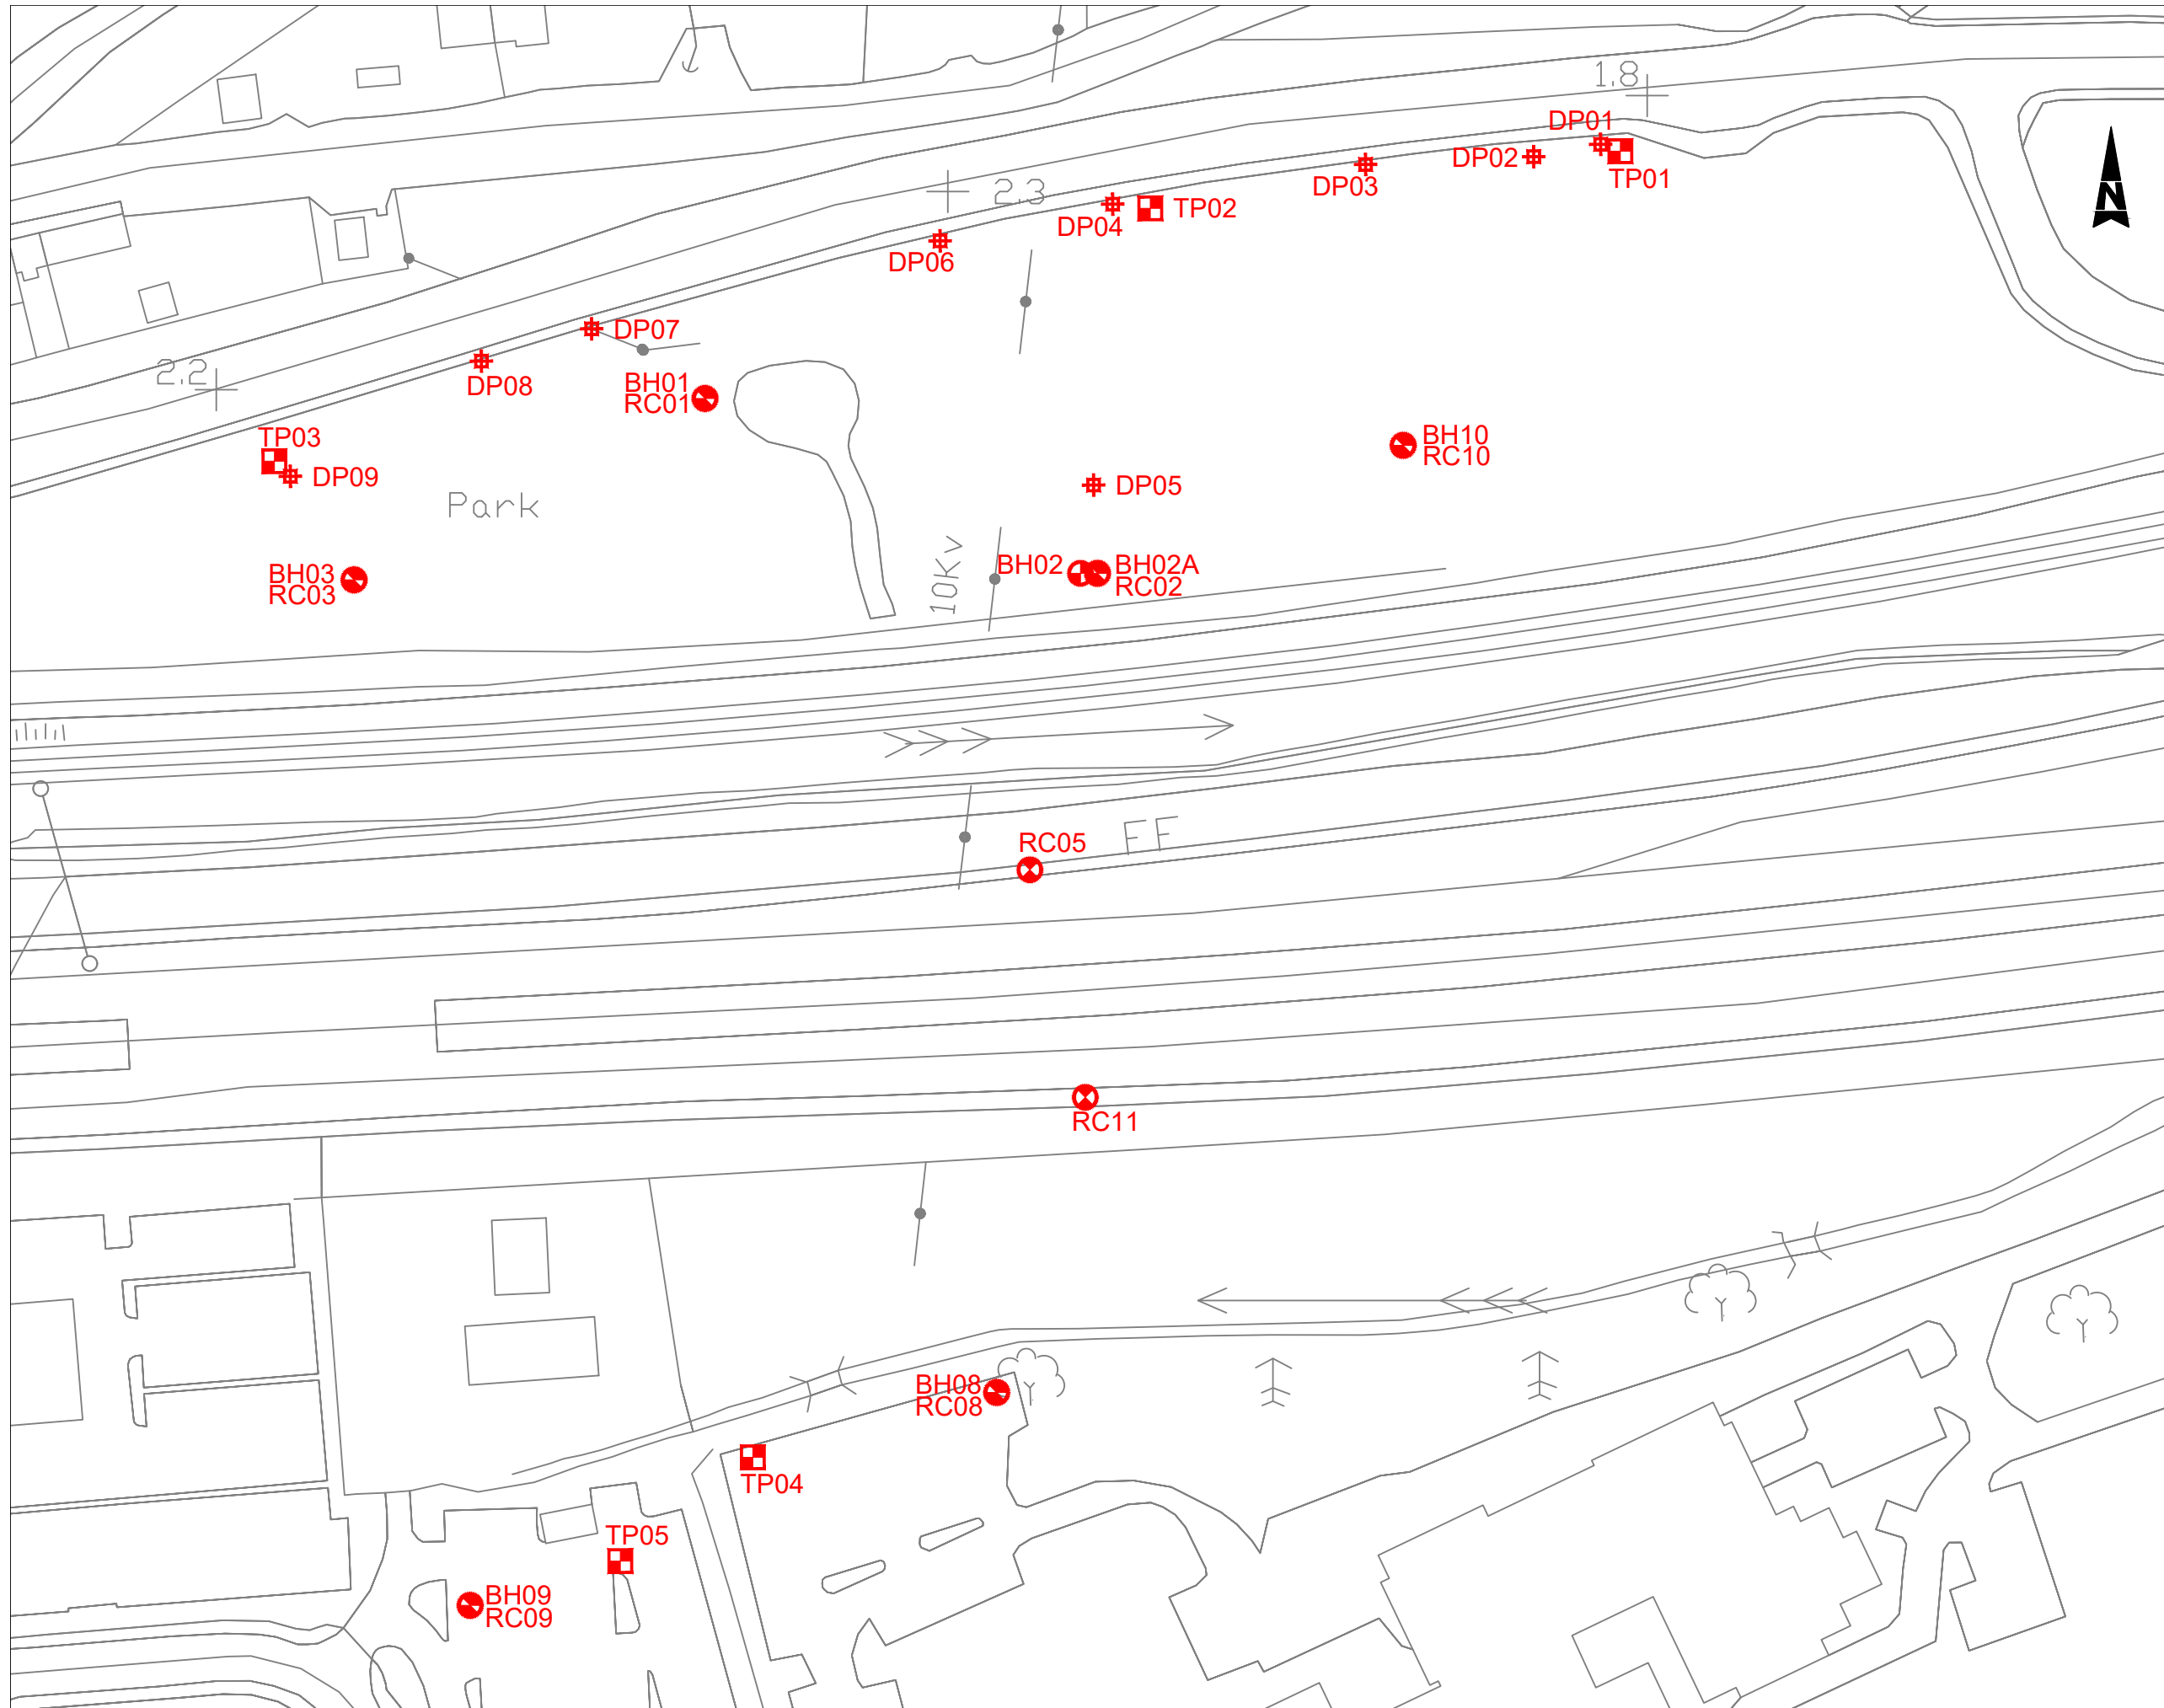 1.8
DP01
DP02
TP01
DP03
2.3
TP02
DP04
DP06
N
DP07
2.2
DP08
BH01
RC01
TP03
DP09
Park
BH10
RC10
DP05
10Kv
BH02
BH02A
RC02
BH03
RC03
RC05
FF
RC11
BH08
RC08
TP04
TP05
BH09
RC09